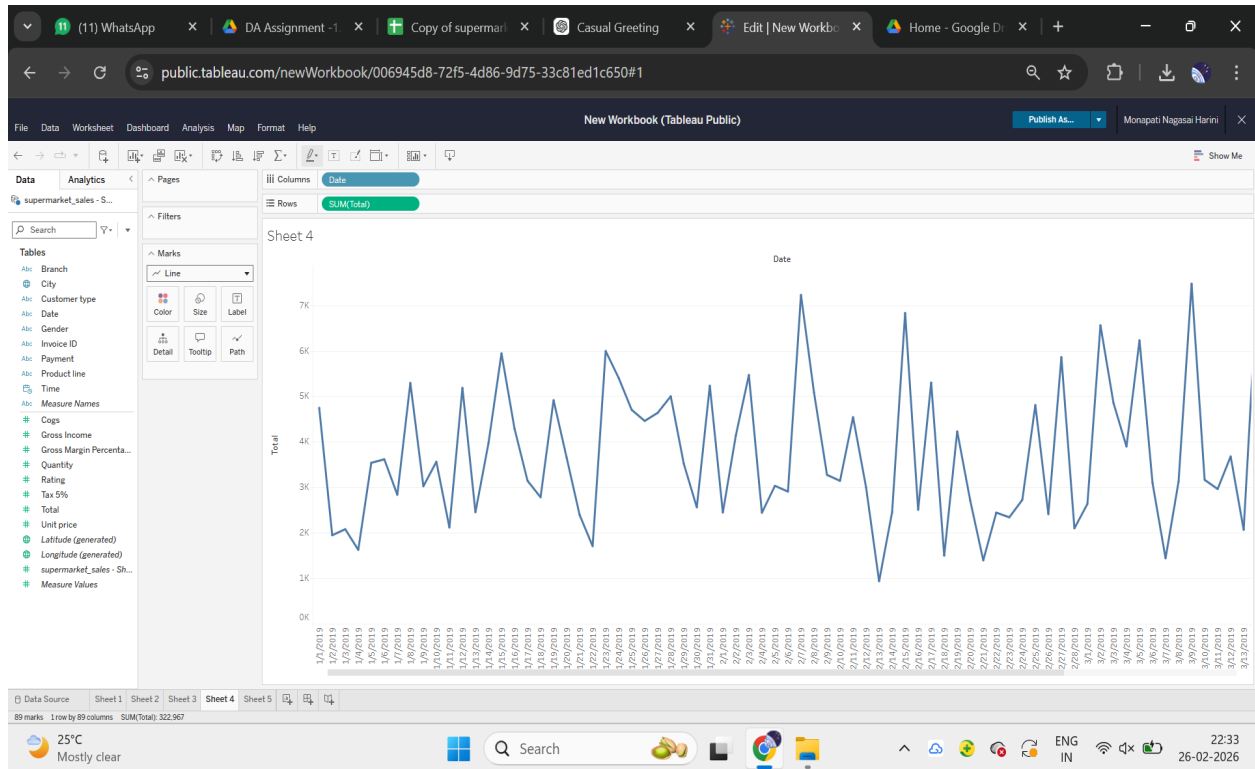 (11) WhatsApp
DA Assignment -1
Copy of supermar
Casual Greeting
Edit | New Workbo
Home - Google Dr
public.tableau.com/newWorkbook/006945d8-72f5-4d86-9d75-33c81ed1c650#1
File Data Worksheet Dashboard Analysis Map Format Help
New Workbook (Tableau Public)
Publish As...
Monapati Nagasai Harini
Show Me
Data Analytics
supermarket_sales - S...
Search
Tables
Abc Branch
City
Abc Customer type
Abc Date
Abc Gender
Abc Invoice ID
Abc Payment
Abc Product line
Time
Abc Measure Names
# Cogs
# Gross Income
# Gross Margin Percenta...
# Quantity
# Rating
# Tax 5%
# Total
# Unit price
Latitude (generated)
Longitude (generated)
# supermarket_sales - Sh...
# Measure Values
Pages
Filters
Marks
Line
Color Size Label
Detail Tooltip Path
Columns Date
Rows SUM(Total)
Sheet 4
Date
Total
7K
6K
5K
4K
3K
2K
1K
0K
1/1/2019
1/2/2019
1/3/2019
1/4/2019
1/5/2019
1/6/2019
1/7/2019
1/8/2019
1/9/2019
1/10/2019
1/11/2019
1/12/2019
1/13/2019
1/14/2019
1/15/2019
1/16/2019
1/17/2019
1/18/2019
1/19/2019
1/20/2019
1/21/2019
1/22/2019
1/23/2019
1/24/2019
1/25/2019
1/26/2019
1/27/2019
1/28/2019
1/29/2019
1/30/2019
1/31/2019
2/1/2019
2/2/2019
2/3/2019
2/4/2019
2/5/2019
2/6/2019
2/7/2019
2/8/2019
2/9/2019
2/10/2019
2/11/2019
2/12/2019
2/13/2019
2/14/2019
2/15/2019
2/16/2019
2/17/2019
2/18/2019
2/19/2019
2/20/2019
2/21/2019
2/22/2019
2/23/2019
2/24/2019
2/25/2019
2/26/2019
2/27/2019
2/28/2019
3/1/2019
3/2/2019
3/3/2019
3/4/2019
3/5/2019
3/6/2019
3/7/2019
3/8/2019
3/9/2019
3/10/2019
3/11/2019
3/12/2019
3/13/2019
Data Source Sheet 1 Sheet 2 Sheet 3 Sheet 4 Sheet 5
89 marks 1 row by 89 columns SUM(Total): 322,967
25°C
Mostly clear
Search
ENG
IN
22:33
26-02-2026